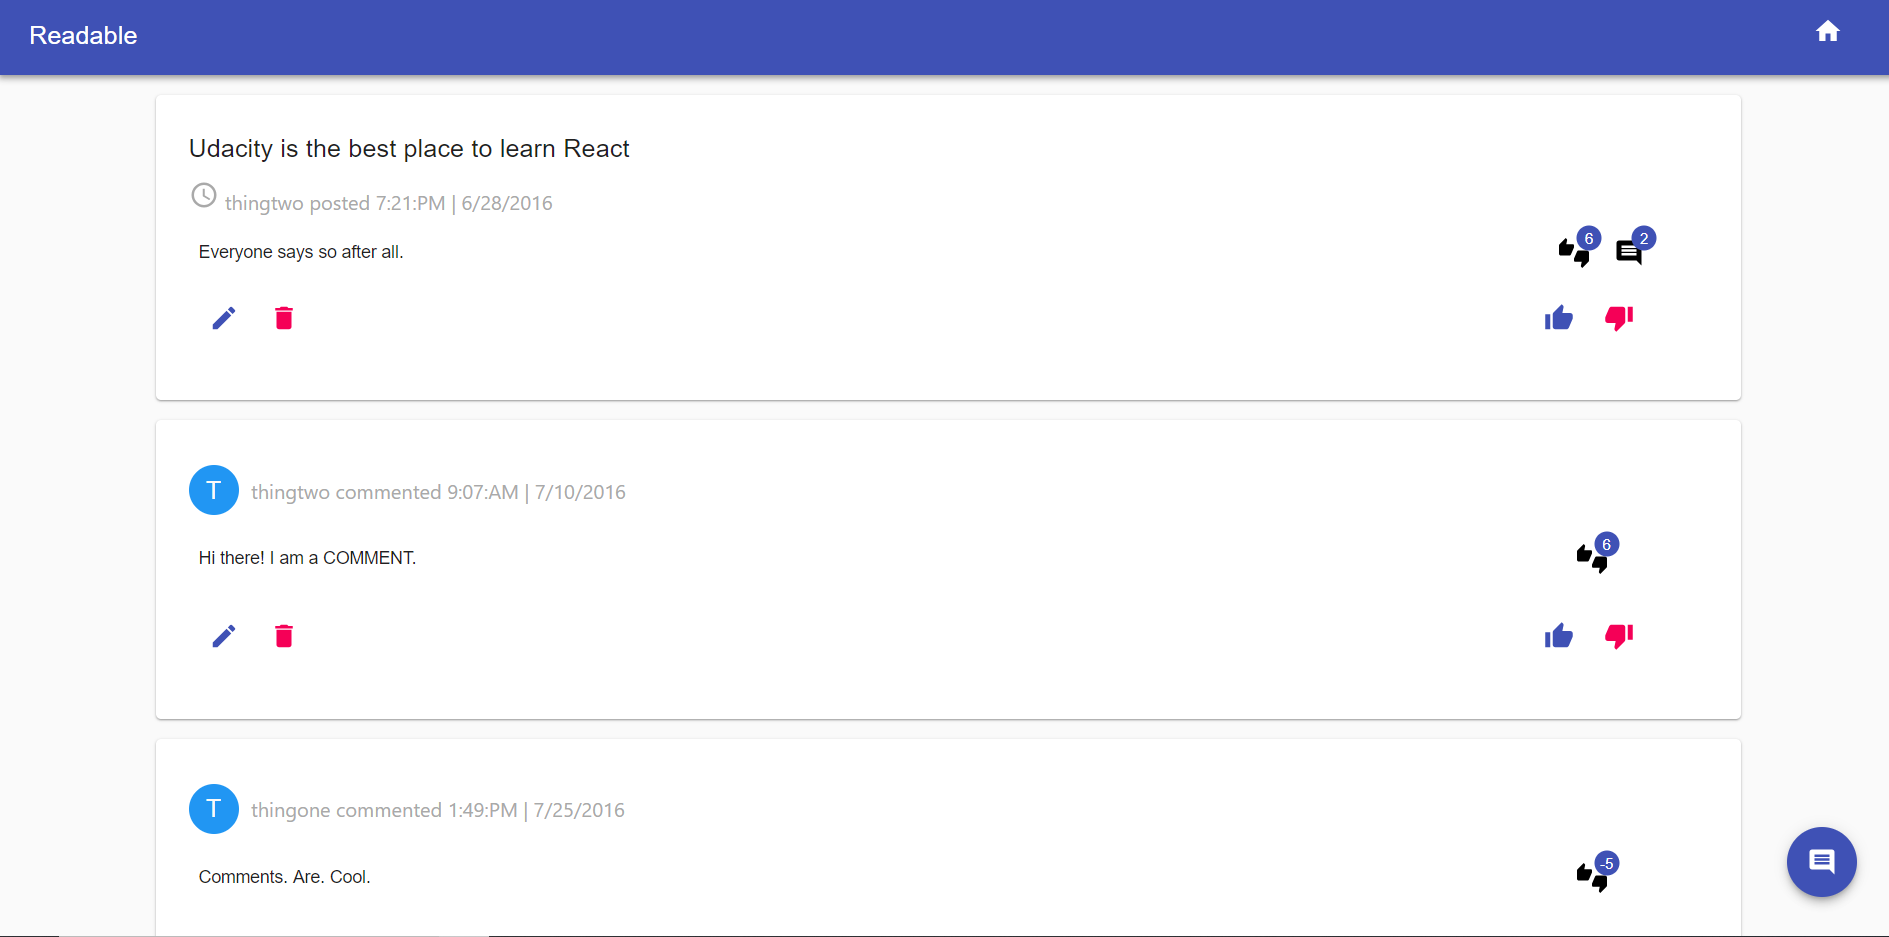 Readable
Udacity is the best place to learn React
thingtwo posted 7:21:PM | 6/28/2016
Everyone says so after all.
6
2
T
thingtwo commented 9:07:AM | 7/10/2016
Hi there! I am a COMMENT.
6
T
thingone commented 1:49:PM | 7/25/2016
Comments. Are. Cool.
-5